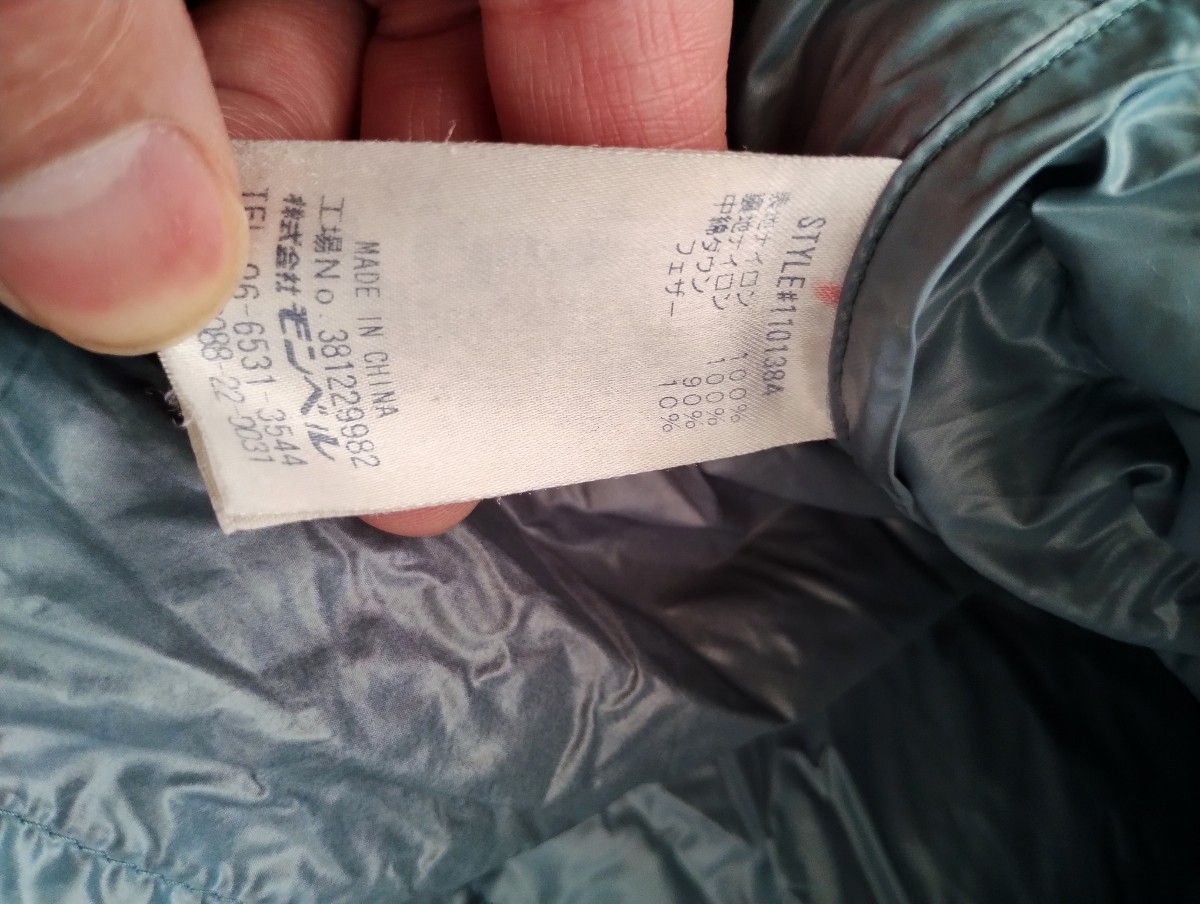 STYLE#1101384
表地ナイロン 100%
裏地ナイロン 100%
中綿ダウン 90%
フェザー 10%
MADE IN CHINA
工場No.381229982
株式会社モンベル
06-6531-3544
088-22-0031